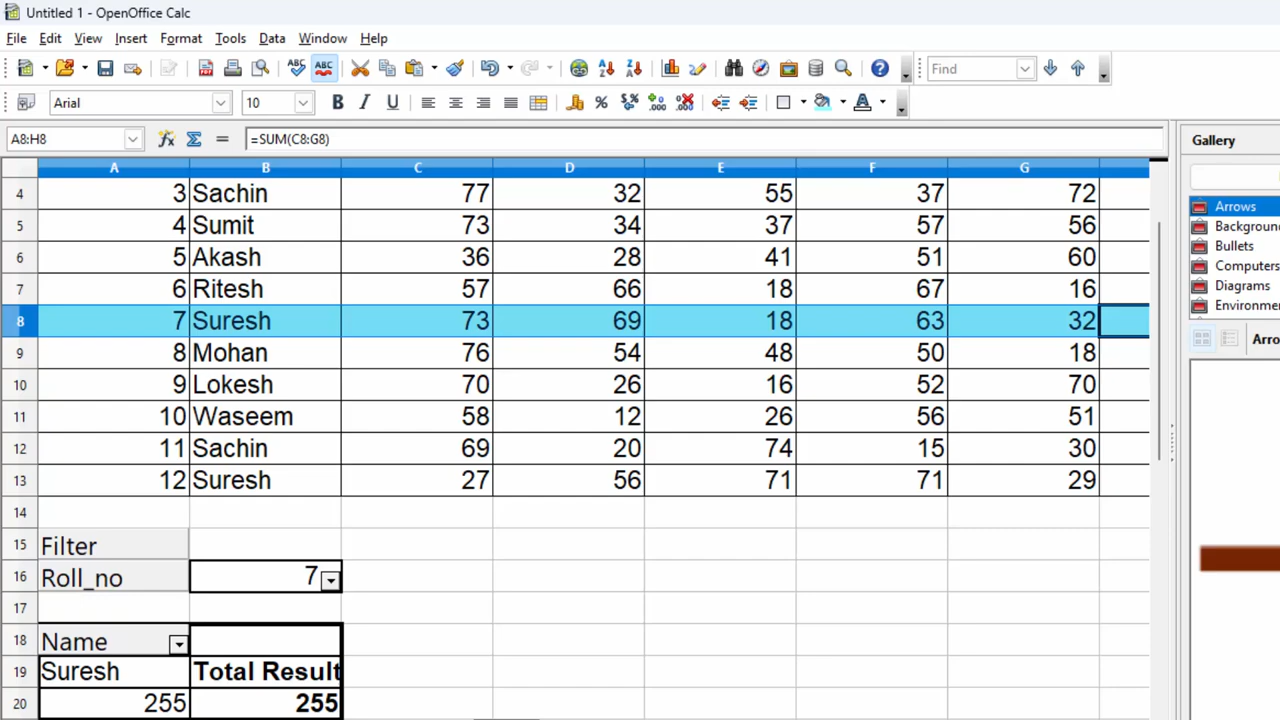 Untitled 1 - OpenOffice Calc
File Edit View Insert Format Tools Data Window Help
Find
Arial 10
A8:H8 =SUM(C8:G8)
Gallery
A B C D E F G
4 3 Sachin 77 32 55 37 72
5 4 Sumit 73 34 37 57 56
6 5 Akash 36 28 41 51 60
7 6 Ritesh 57 66 18 67 16
8 7 Suresh 73 69 18 63 32
9 8 Mohan 76 54 48 50 18
10 9 Lokesh 70 26 16 52 70
11 10 Waseem 58 12 26 56 51
12 11 Sachin 69 20 74 15 30
13 12 Suresh 27 56 71 71 29
14
15 Filter
16 Roll_no 7
17
18 Name
19 Suresh Total Result
20 255 255
Arrows
Background
Bullets
Computers
Diagrams
Environme
Arro